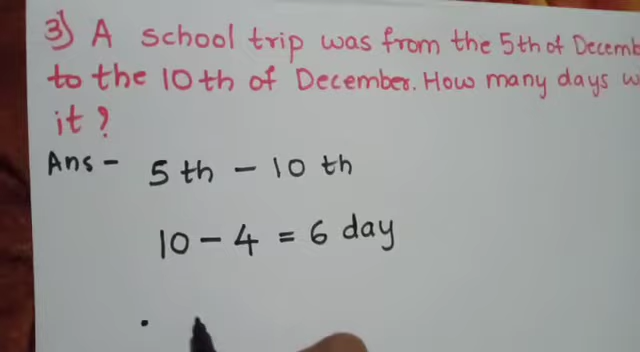 3) A school trip was from the 5th of Decemb
to the 10th of December. How many days w
it?
Ans - 5th - 10th
10 - 4 = 6 day
.